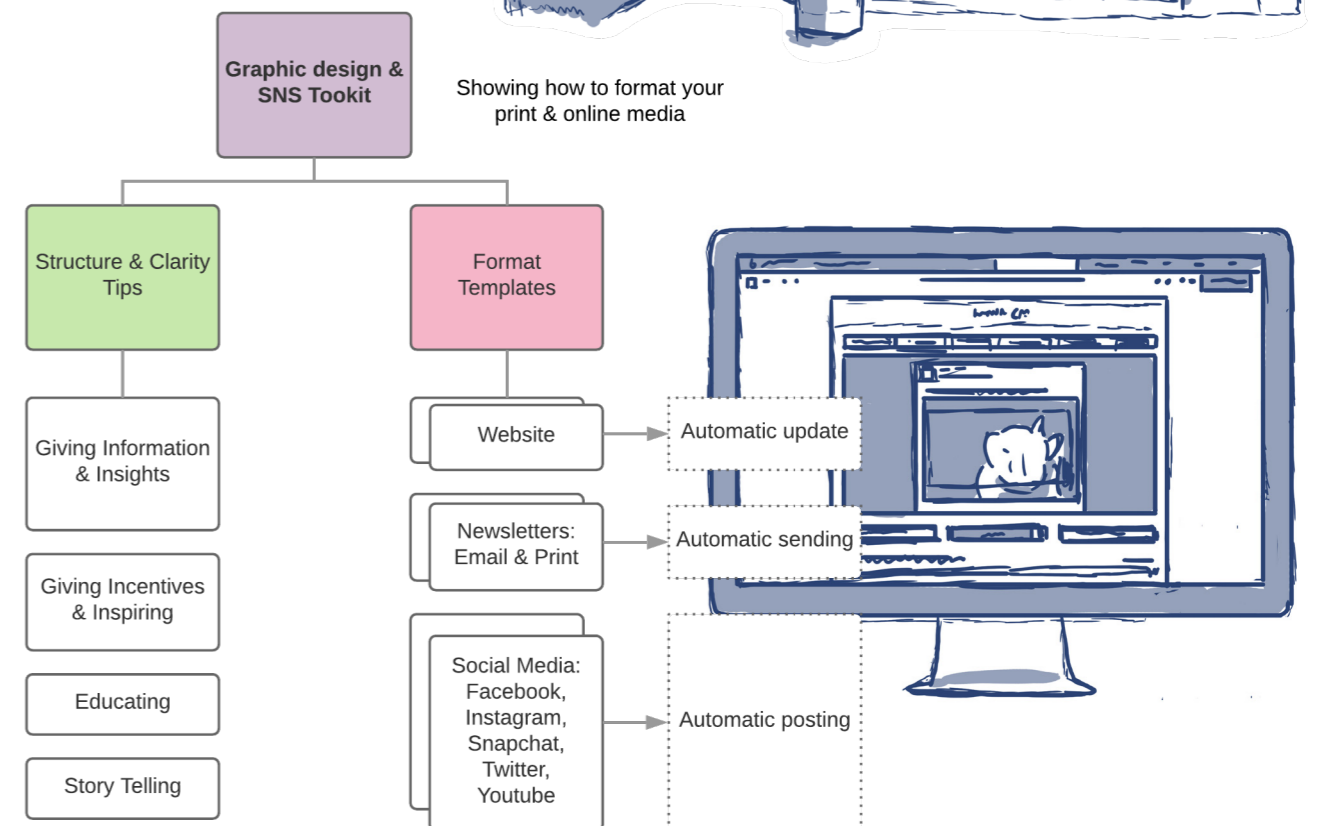 Graphic design &
SNS Tookit
Showing how to format your
print & online media
Structure & Clarity
Tips
Format
Templates
Giving Information
& Insights
Website
Automatic update
Newsletters:
Email & Print
Automatic sending
Giving Incentives
& Inspiring
Social Media:
Facebook,
Instagram,
Snapchat,
Twitter,
Youtube
Automatic posting
Educating
Story Telling